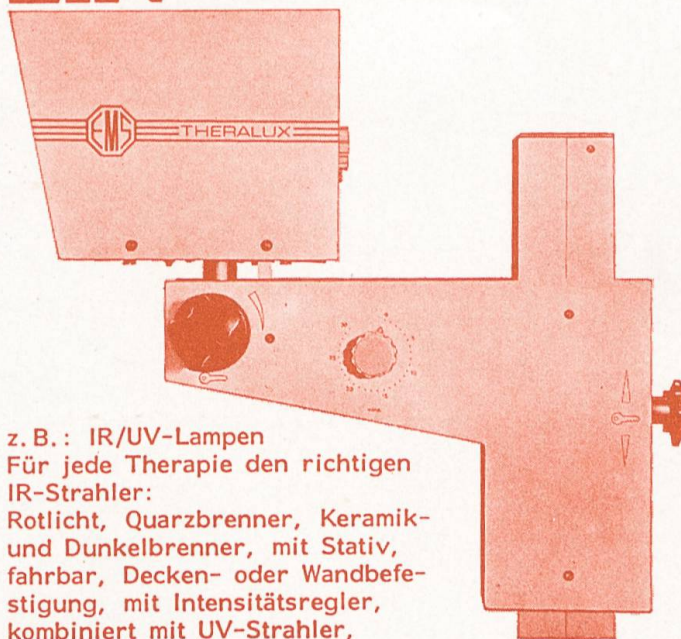 EMS THERALUX
z. B.: IR/UV-Lampen
Für jede Therapie den richtigen
IR-Strahler:
Rotlicht, Quarzbrenner, Keramik-
und Dunkelbrenner, mit Stativ,
fahrbar, Decken- oder Wandbefe-
stigung, mit Intensitätsregler,
kombiniert mit UV-Strahler,